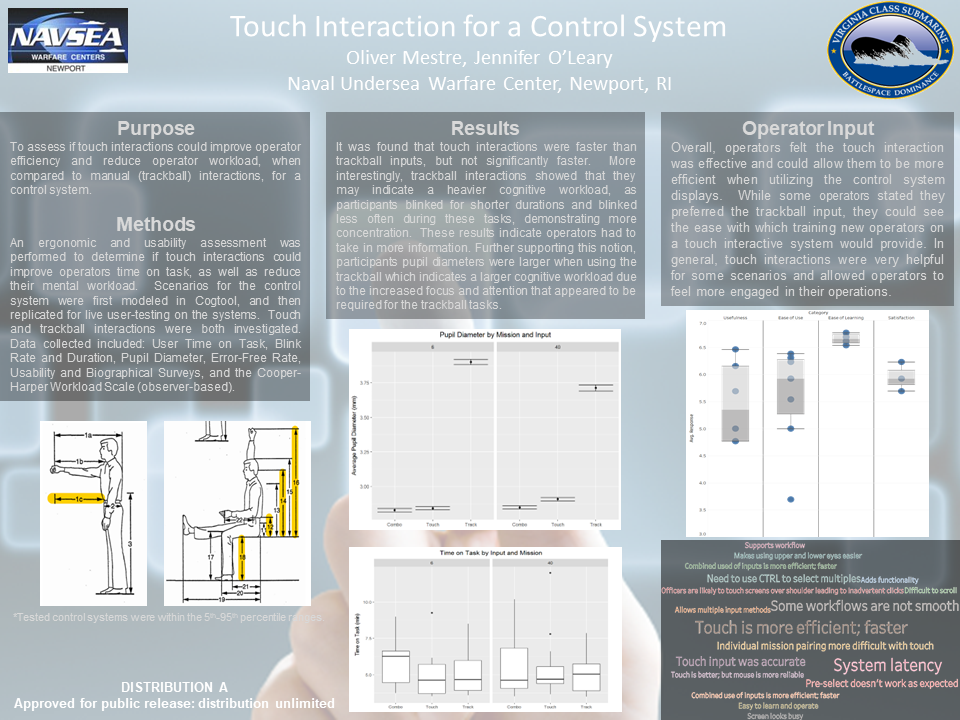 NAVSEA
WARFARE CENTERS
NEWPORT
Touch Interaction for a Control System
Oliver Mestre, Jennifer O’Leary
Naval Undersea Warfare Center, Newport, RI
VIRGINIA CLASS SUBMARINE
BATTLESPACE DOMINANCE
Purpose
To assess if touch interactions could improve operator
efficiency and reduce operator workload, when
compared to manual (trackball) interactions, for a
control system.
Methods
An ergonomic and usability assessment was
performed to determine if touch interactions could
improve operators time on task, as well as reduce
their mental workload. Scenarios for the control
system were first modeled in Cogtool, and then
replicated for live user-testing on the systems. Touch
and trackball interactions were both investigated.
Data collected included: User Time on Task, Blink
Rate and Duration, Pupil Diameter, Error-Free Rate,
Usability and Biographical Surveys, and the Cooper-
Harper Workload Scale (observer-based).
1a
1b
1c
2
3
22
12
13
14
15
16
17
18
21
20
19
*Tested control systems were within the 5th-95th percentile ranges.
DISTRIBUTION A
Approved for public release: distribution unlimited
Results
It was found that touch interactions were faster than
trackball inputs, but not significantly faster. More
interestingly, trackball interactions showed that they
may indicate a heavier cognitive workload, as
participants blinked for shorter durations and blinked
less often during these tasks, demonstrating more
concentration. These results indicate operators had to
take in more information. Further supporting this notion,
participants pupil diameters were larger when using the
trackball which indicates a larger cognitive workload due
to the increased focus and attention that appeared to be
required for the trackball tasks.
Pupil Diameter by Mission and Input
6 40
Average Pupil Diameter (mm)
3.75
3.50
3.25
3.00
Combo Touch Track Combo Touch Track
Time on Task by Input and Mission
6 40
Time on Task (min)
10.0
7.5
5.0
Combo Touch Track Combo Touch Track
Operator Input
Overall, operators felt the touch interaction
was effective and could allow them to be more
efficient when utilizing the control system
displays. While some operators stated they
preferred the trackball input, they could see
the ease with which training new operators on
a touch interactive system would provide. In
general, touch interactions were very helpful
for some scenarios and allowed operators to
feel more engaged in their operations.
Category
Usefulness Ease of Use Ease of Learning Satisfaction
Avg. Response
7.0
6.5
6.0
5.5
5.0
4.5
4.0
3.5
3.0
Supports workflow
Makes using upper and lower eyes easier
Combined used of inputs is more efficient; faster
Need to use CTRL to select multiples Adds functionality
Officers are likely to touch screens over shoulder leading to inadvertent clicks Difficult to scroll
Allows multiple input methods Some workflows are not smooth
Touch is more efficient; faster
Individual mission pairing more difficult with touch
Touch input was accurate System latency
Touch is better; but mouse is more reliable Pre-select doesn't work as expected
Combined use of inputs is more efficient; faster
Easy to learn and operate
Screen looks busy